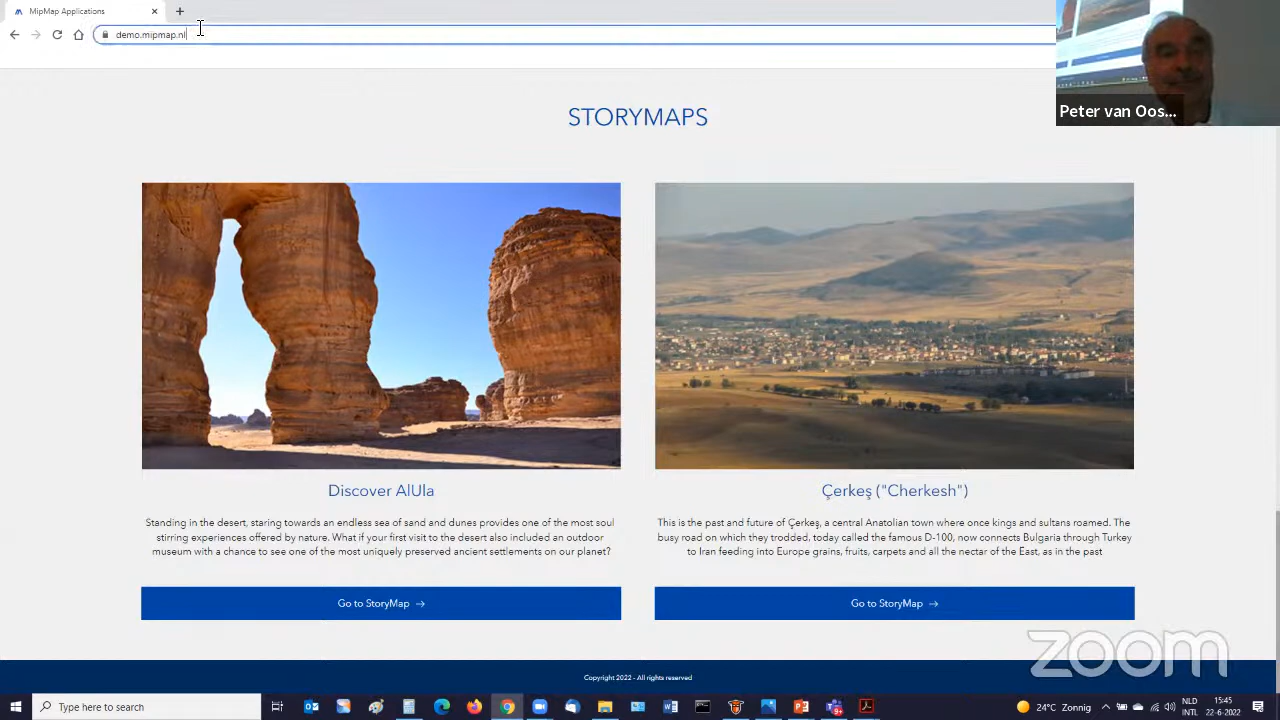 MipMap Applications
demo.mipmap.nl
Peter van Oos...
STORYMAPS
Discover AlUla
Standing in the desert, staring towards an endless sea of sand and dunes provides one of the most soul
stirring experiences offered by nature. What if your first visit to the desert also included an outdoor
museum with a chance to see one of the most uniquely preserved ancient settlements on our planet?
Go to StoryMap →
Çerkeş ("Cherkesh")
This is the past and future of Çerkeş, a central Anatolian town where once kings and sultans roamed. The
busy road on which they trodded, today called the famous D-100, now connects Bulgaria through Turkey
to Iran feeding into Europe grains, fruits, carpets and all the nectar of the East, as in the past
Go to StoryMap →
zoom
Copyright 2022 - All rights reserved
Type here to search
24°C Zonnig
NLD
INTL
15:45
22-6-2022